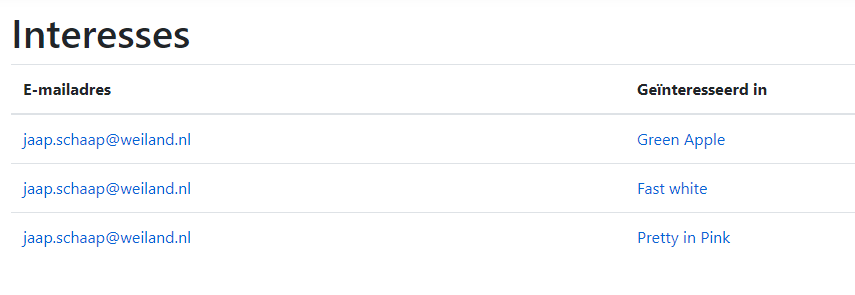 Interesses
E-mailadres Geïnteresseerd in
jaap.schaap@weiland.nl Green Apple
jaap.schaap@weiland.nl Fast white
jaap.schaap@weiland.nl Pretty in Pink